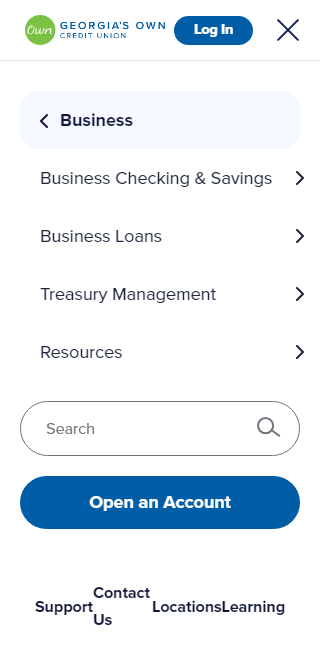 Own GEORGIA'S OWN
CREDIT UNION
Log In
Business
Business Checking & Savings
Business Loans
Treasury Management
Resources
Search
Open an Account
Support Contact Us Locations Learning